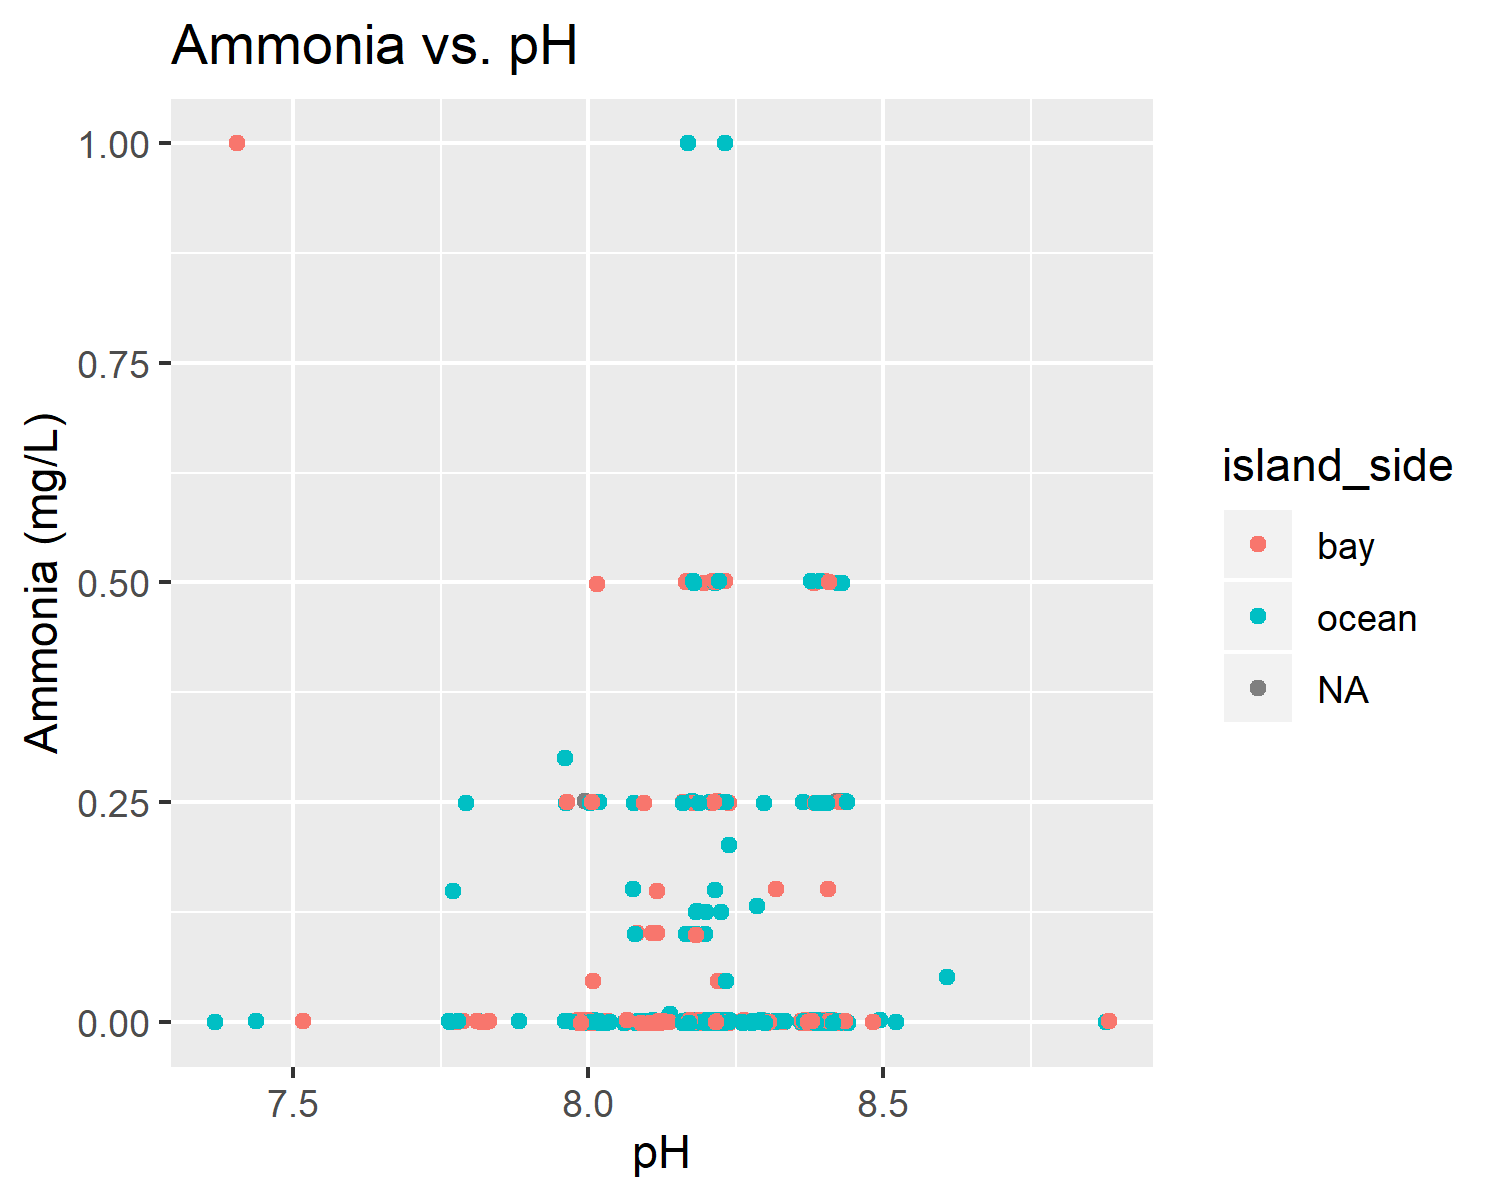 Ammonia vs. pH
1.00
0.75
0.50
0.25
0.00
Ammonia (mg/L)
7.5 8.0 8.5
pH
island_side
bay
ocean
NA